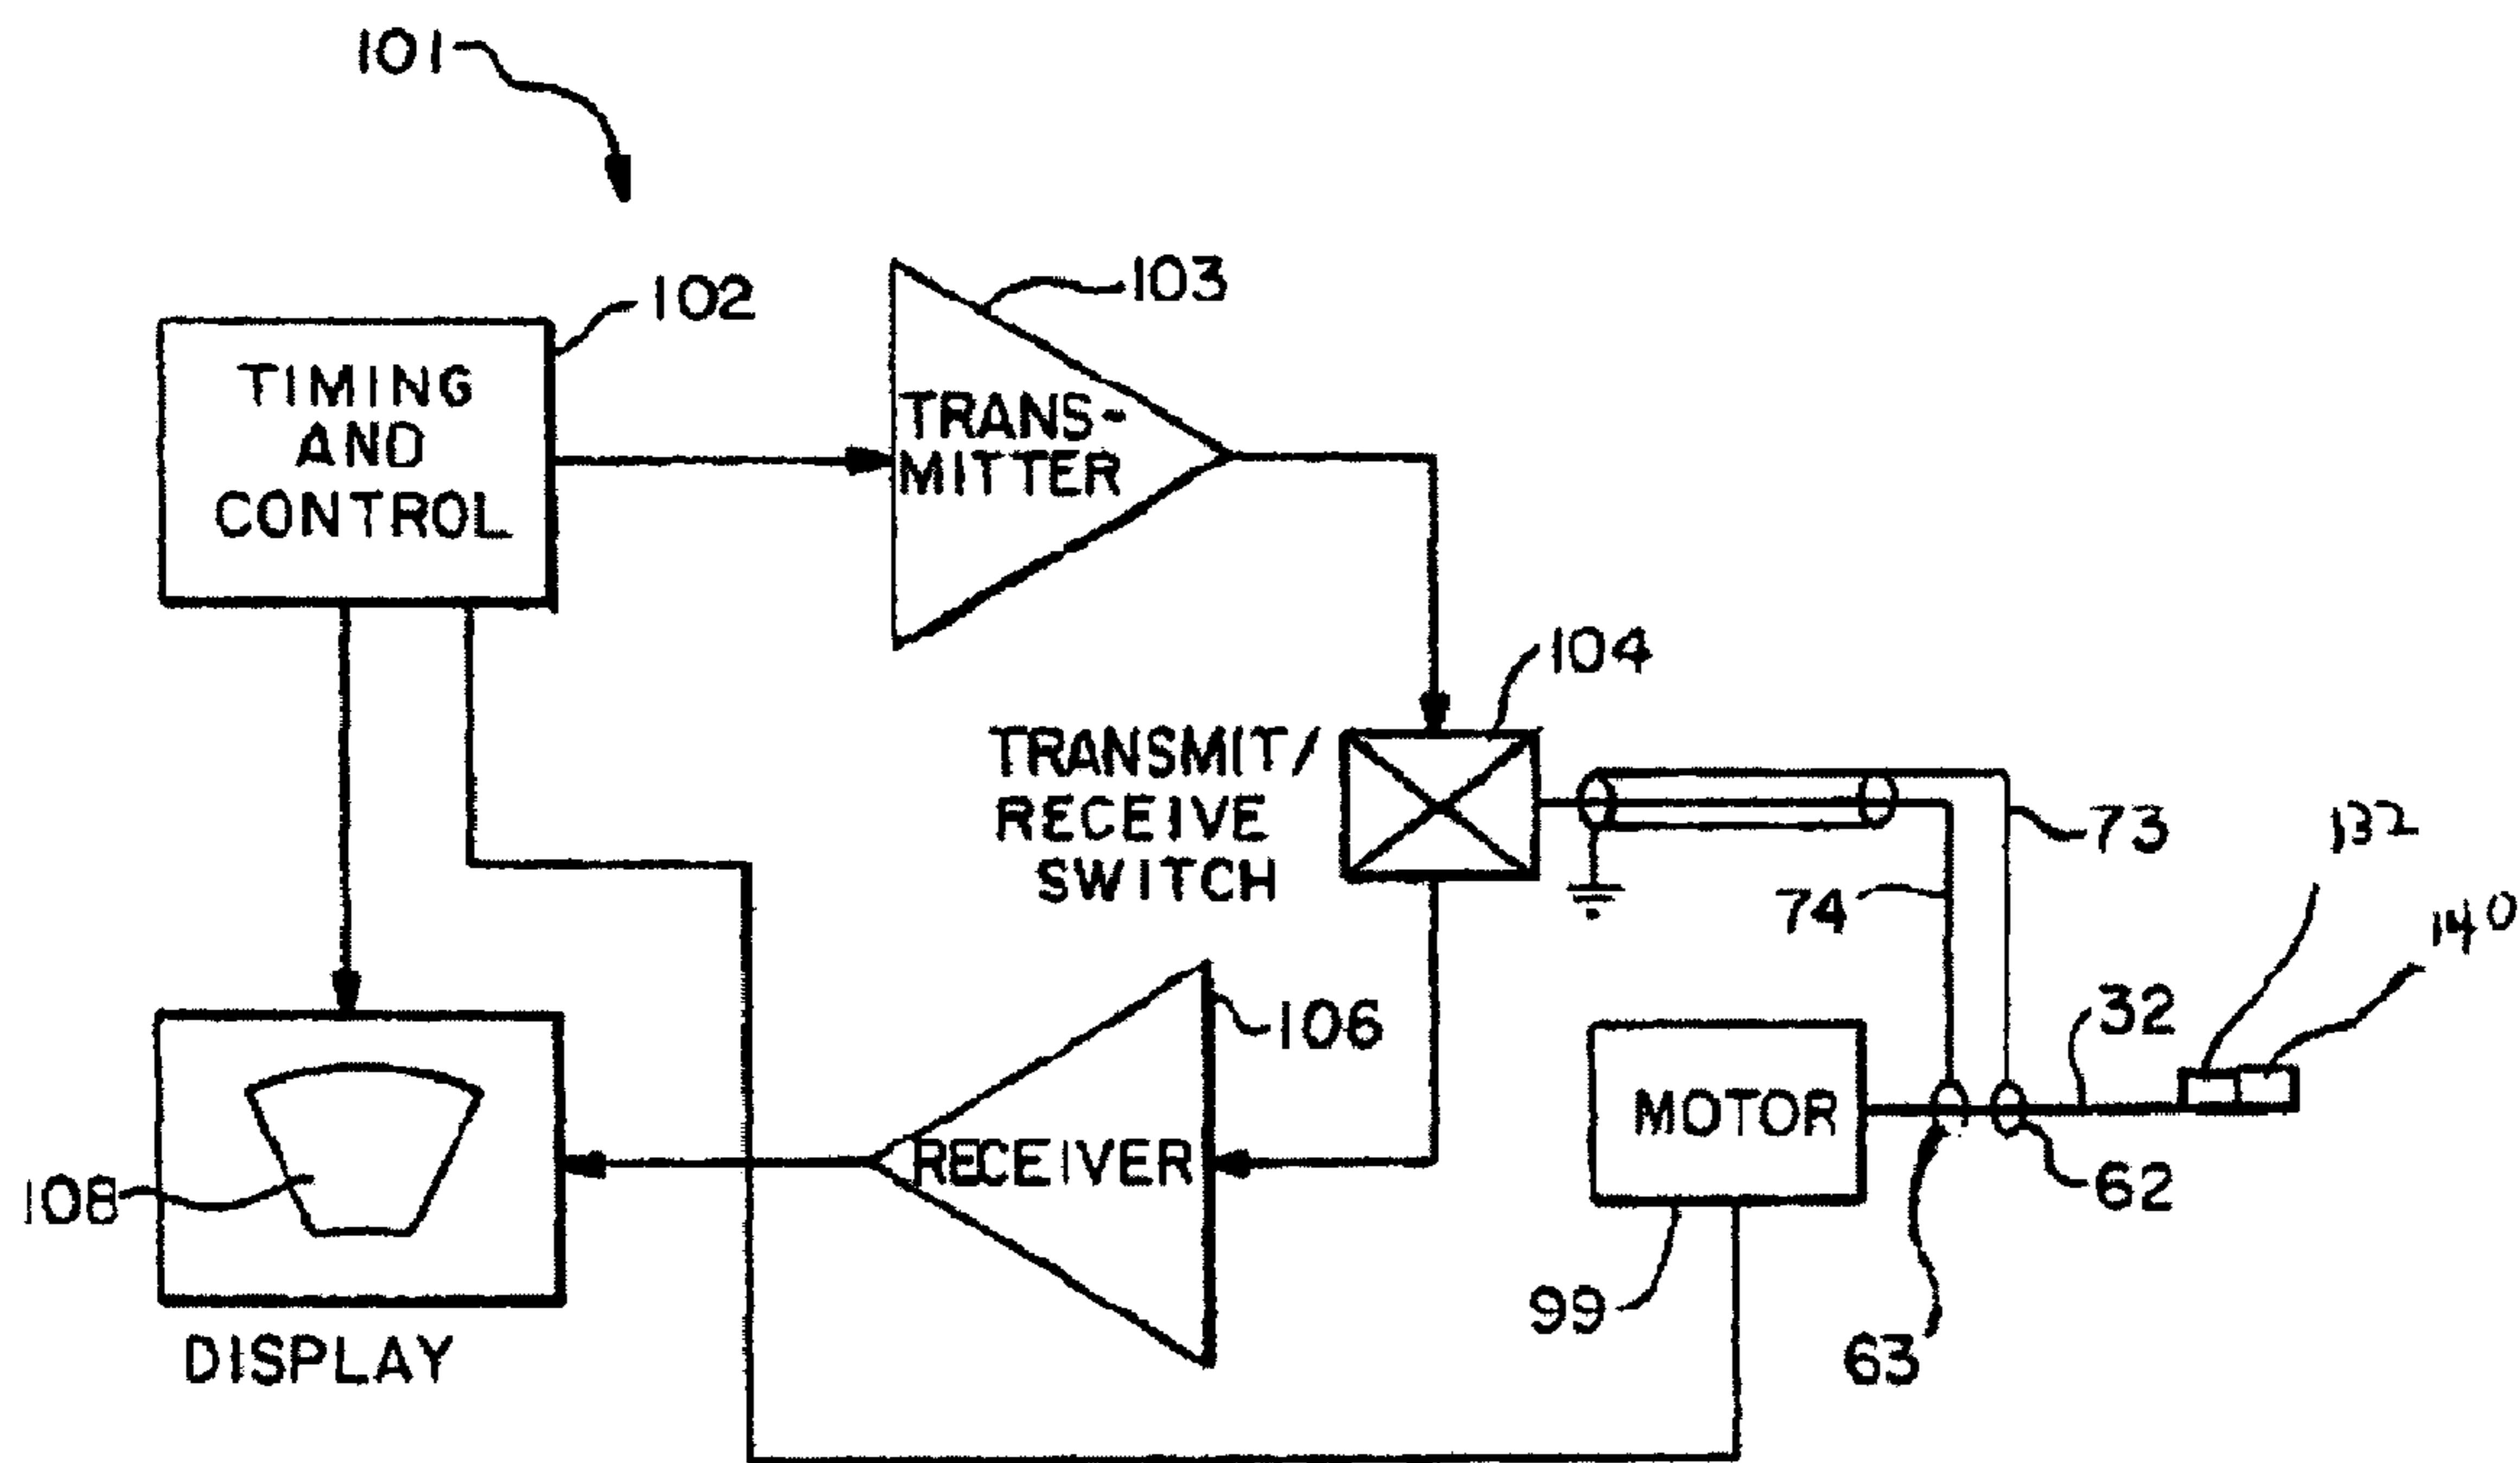 101
102
103
TIMING
AND
CONTROL
TRANS-
MITTER
104
TRANSMIT/
RECEIVE
SWITCH
73
74
132
140
32
106
MOTOR
RECEIVER
108
62
99
63
DISPLAY